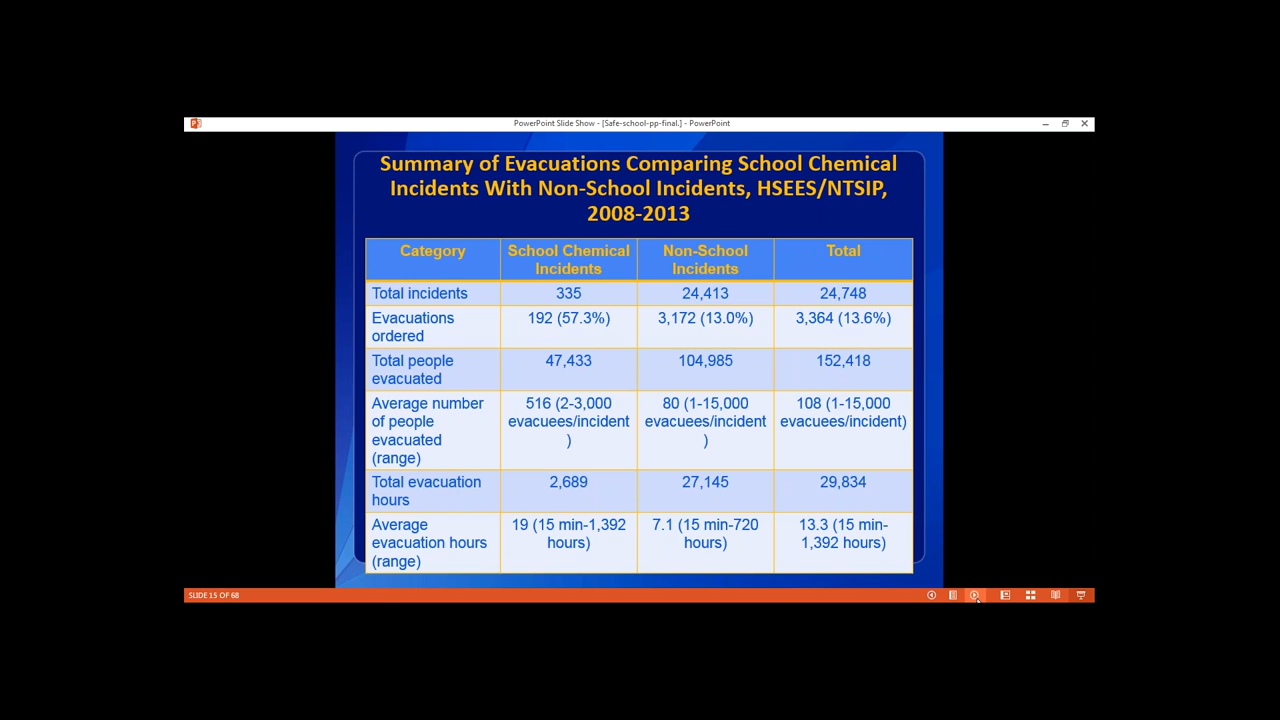 PowerPoint Slide Show - [Safe-school-pp-final.] - PowerPoint
Summary of Evacuations Comparing School Chemical
Incidents With Non-School Incidents, HSEES/NTSIP,
2008-2013
Category
School Chemical
Incidents
Non-School
Incidents
Total
Total incidents
335
24,413
24,748
Evacuations
ordered
192 (57.3%)
3,172 (13.0%)
3,364 (13.6%)
Total people
evacuated
47,433
104,985
152,418
Average number
of people
evacuated
(range)
516 (2-3,000
evacuees/incident
)
80 (1-15,000
evacuees/incident
)
108 (1-15,000
evacuees/incident)
Total evacuation
hours
2,689
27,145
29,834
Average
evacuation hours
(range)
19 (15 min-1,392
hours)
7.1 (15 min-720
hours)
13.3 (15 min-
1,392 hours)
SLIDE 15 OF 68